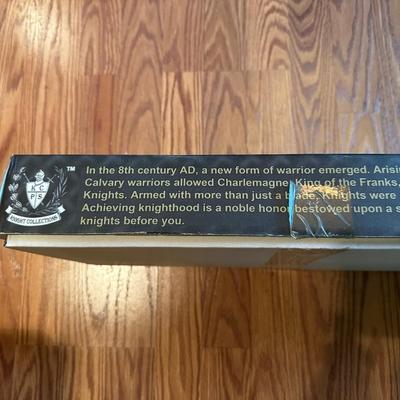 K C
P S
KNIGHT COLLECTIONS
TM
In the 8th century AD, a new form of warrior emerged. Arisi
Calvary warriors allowed Charlemagne, King of the Franks,
Knights. Armed with more than just a blade, Knights were
Achieving knighthood is a noble honor bestowed upon a s
knights before you.